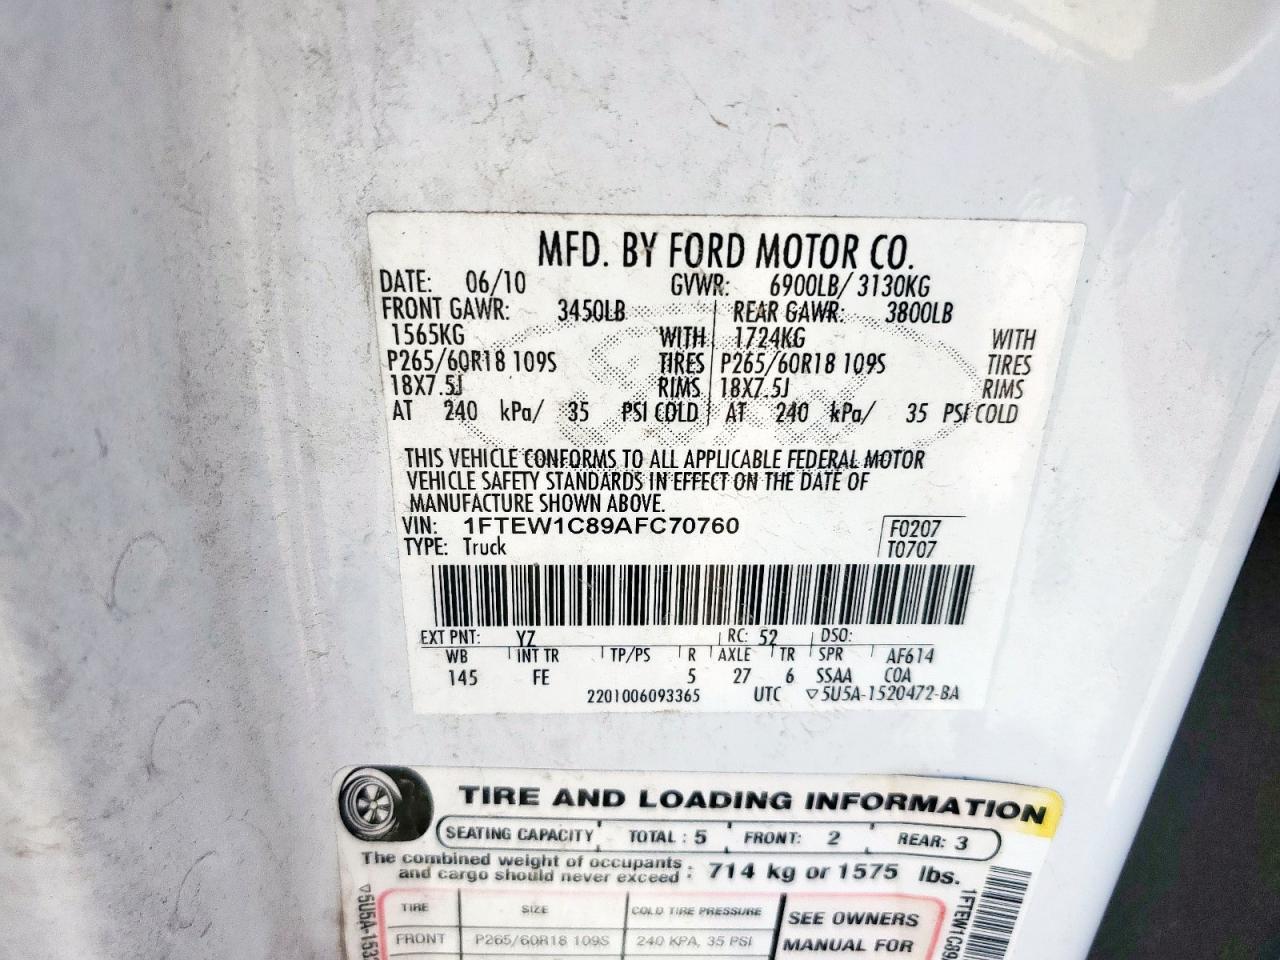 MFD. BY FORD MOTOR CO.
DATE: 06/10 GVWR: 6900LB/ 3130KG
FRONT GAWR: 3450LB REAR GAWR: 3800LB
1565KG WITH 1724KG WITH
P265/60R18 109S TIRES P265/60R18 109S TIRES
18X7.5J RIMS 18X7.5J RIMS
AT 240 kPa/ 35 PSI COLD AT 240 kPa/ 35 PSI COLD
THIS VEHICLE CONFORMS TO ALL APPLICABLE FEDERAL MOTOR
VEHICLE SAFETY STANDARDS IN EFFECT ON THE DATE OF
MANUFACTURE SHOWN ABOVE.
VIN: 1FTEW1C89AFC70760 F0207
TYPE: Truck T0707
EXT PNT: YZ RC: 52 DSO:
WB INT TR TP/PS R AXLE TR SPR AF614
145 FE 5 27 6 SSAA COA
2201006093365 UTC ▽5U5A-1520472-BA
TIRE AND LOADING INFORMATION
SEATING CAPACITY TOTAL : 5 FRONT: 2 REAR: 3
The combined weight of occupants
and cargo should never exceed : 714 kg or 1575 lbs.
TIRE SIZE COLD TIRE PRESSURE SEE OWNERS
FRONT P265/60R18 109S 240 KPA, 35 PSI MANUAL FOR
▽5U5A-153
1FTEW1C89